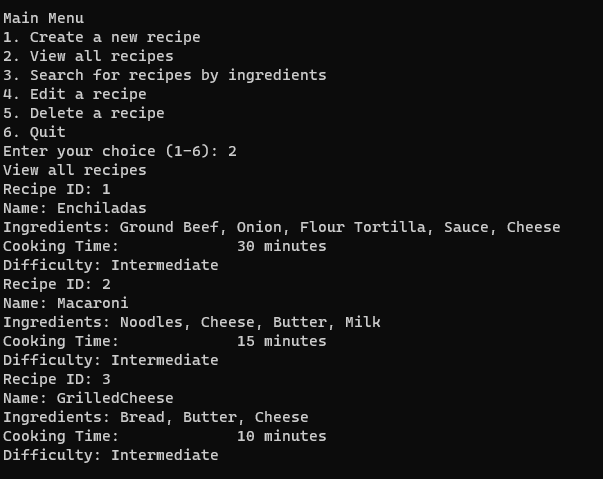 Main Menu
1. Create a new recipe
2. View all recipes
3. Search for recipes by ingredients
4. Edit a recipe
5. Delete a recipe
6. Quit
Enter your choice (1-6): 2
View all recipes
Recipe ID: 1
Name: Enchiladas
Ingredients: Ground Beef, Onion, Flour Tortilla, Sauce, Cheese
Cooking Time:             30 minutes
Difficulty: Intermediate
Recipe ID: 2
Name: Macaroni
Ingredients: Noodles, Cheese, Butter, Milk
Cooking Time:             15 minutes
Difficulty: Intermediate
Recipe ID: 3
Name: GrilledCheese
Ingredients: Bread, Butter, Cheese
Cooking Time:             10 minutes
Difficulty: Intermediate